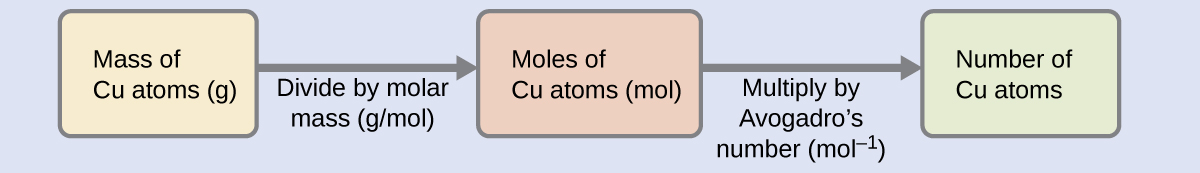 Mass of
Cu atoms (g)
Divide by molar
mass (g/mol)
Moles of
Cu atoms (mol)
Multiply by
Avogadro’s
number (mol⁻¹)
Number of
Cu atoms